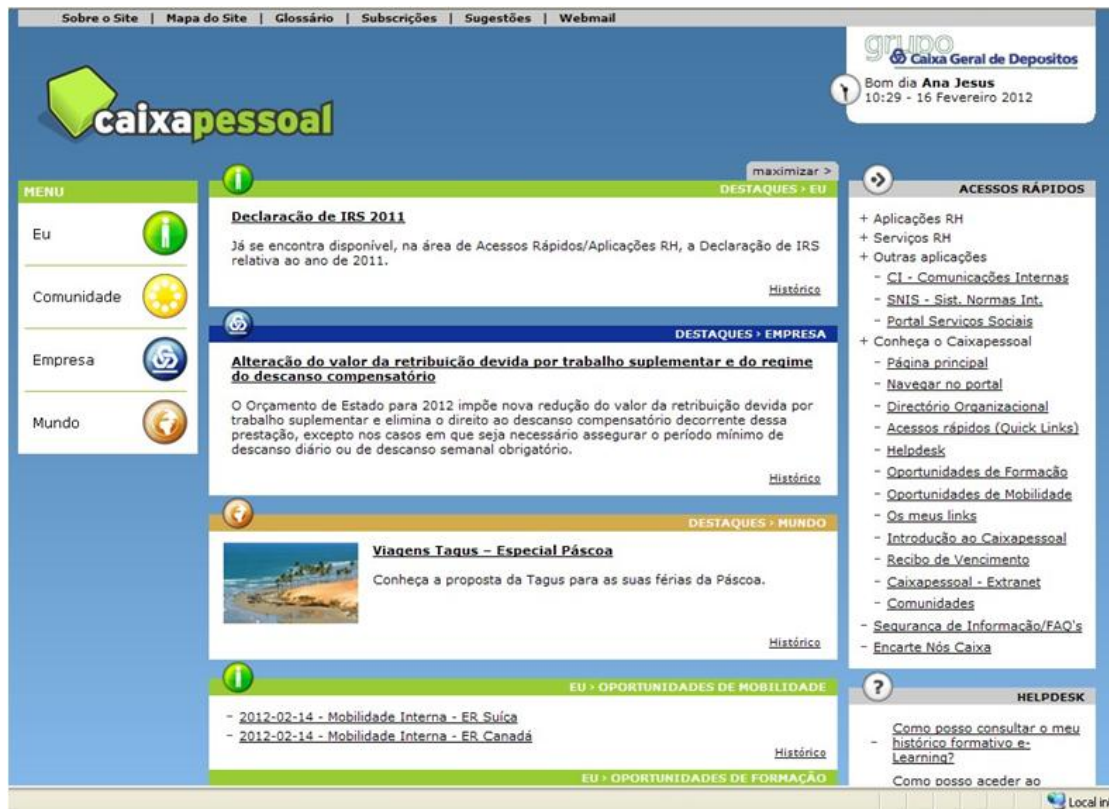 Sobre o Site | Mapa do Site | Glossário | Subscrições | Sugestões | Webmail
grupo
Caixa Geral de Depositos
Bom dia Ana Jesus
10:29 - 16 Fevereiro 2012
caixapessoal
MENU
Eu
Comunidade
Empresa
Mundo
maximizar >
DESTAQUES › EU
Declaração de IRS 2011
Já se encontra disponível, na área de Acessos Rápidos/Aplicações RH, a Declaração de IRS
relativa ao ano de 2011.
Histórico
DESTAQUES › EMPRESA
Alteração do valor da retribuição devida por trabalho suplementar e do regime
do descanso compensatório
O Orçamento de Estado para 2012 impõe nova redução do valor da retribuição devida por
trabalho suplementar e elimina o direito ao descanso compensatório decorrente dessa
prestação, excepto nos casos em que seja necessário assegurar o período mínimo de
descanso diário ou de descanso semanal obrigatório.
Histórico
DESTAQUES › MUNDO
Viagens Tagus – Especial Páscoa
Conheça a proposta da Tagus para as suas férias da Páscoa.
Histórico
EU › OPORTUNIDADES DE MOBILIDADE
- 2012-02-14 - Mobilidade Interna - ER Suíça
- 2012-02-14 - Mobilidade Interna - ER Canadá
Histórico
EU › OPORTUNIDADES DE FORMAÇÃO
ACESSOS RÁPIDOS
+ Aplicações RH
+ Serviços RH
+ Outras aplicações
- CI - Comunicações Internas
- SNIS - Sist. Normas Int.
- Portal Serviços Sociais
+ Conheça o Caixapessoal
- Página principal
- Navegar no portal
- Directório Organizacional
- Acessos rápidos (Quick Links)
- Helpdesk
- Oportunidades de Formação
- Oportunidades de Mobilidade
- Os meus links
- Introdução ao Caixapessoal
- Recibo de Vencimento
- Caixapessoal - Extranet
- Comunidades
- Segurança de Informação/FAQ's
- Encarte Nós Caixa
HELPDESK
Como posso consultar o meu
- histórico formativo e-
Learning?
Como posso aceder ao
Local in